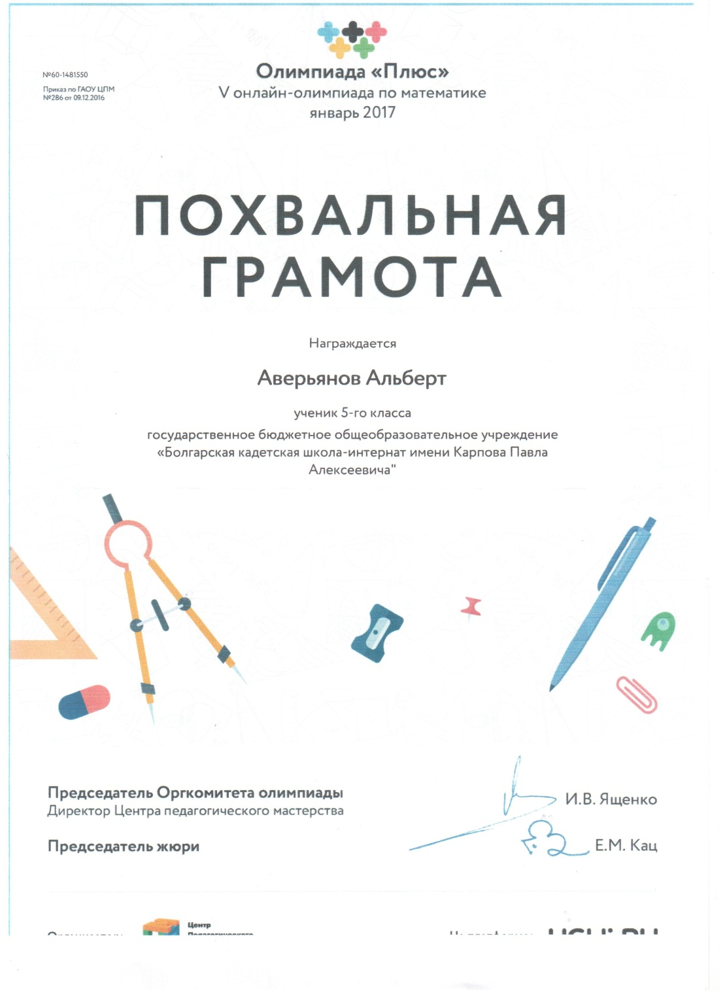 Олимпиада «Плюс»
V онлайн-олимпиада по математике
январь 2017
№60-1481550
Приказ по ГАОУ ЦПМ
№286 от 09.12.2016
ПОХВАЛЬНАЯ
ГРАМОТА
Награждается
Аверьянов Альберт
ученик 5-го класса
государственное бюджетное общеобразовательное учреждение
«Болгарская кадетская школа-интернат имени Карпова Павла
Алексеевича"
Председатель Оргкомитета олимпиады
Директор Центра педагогического мастерства
И.В. Ященко
Председатель жюри
Е.М. Кац
Центр
Педагогического